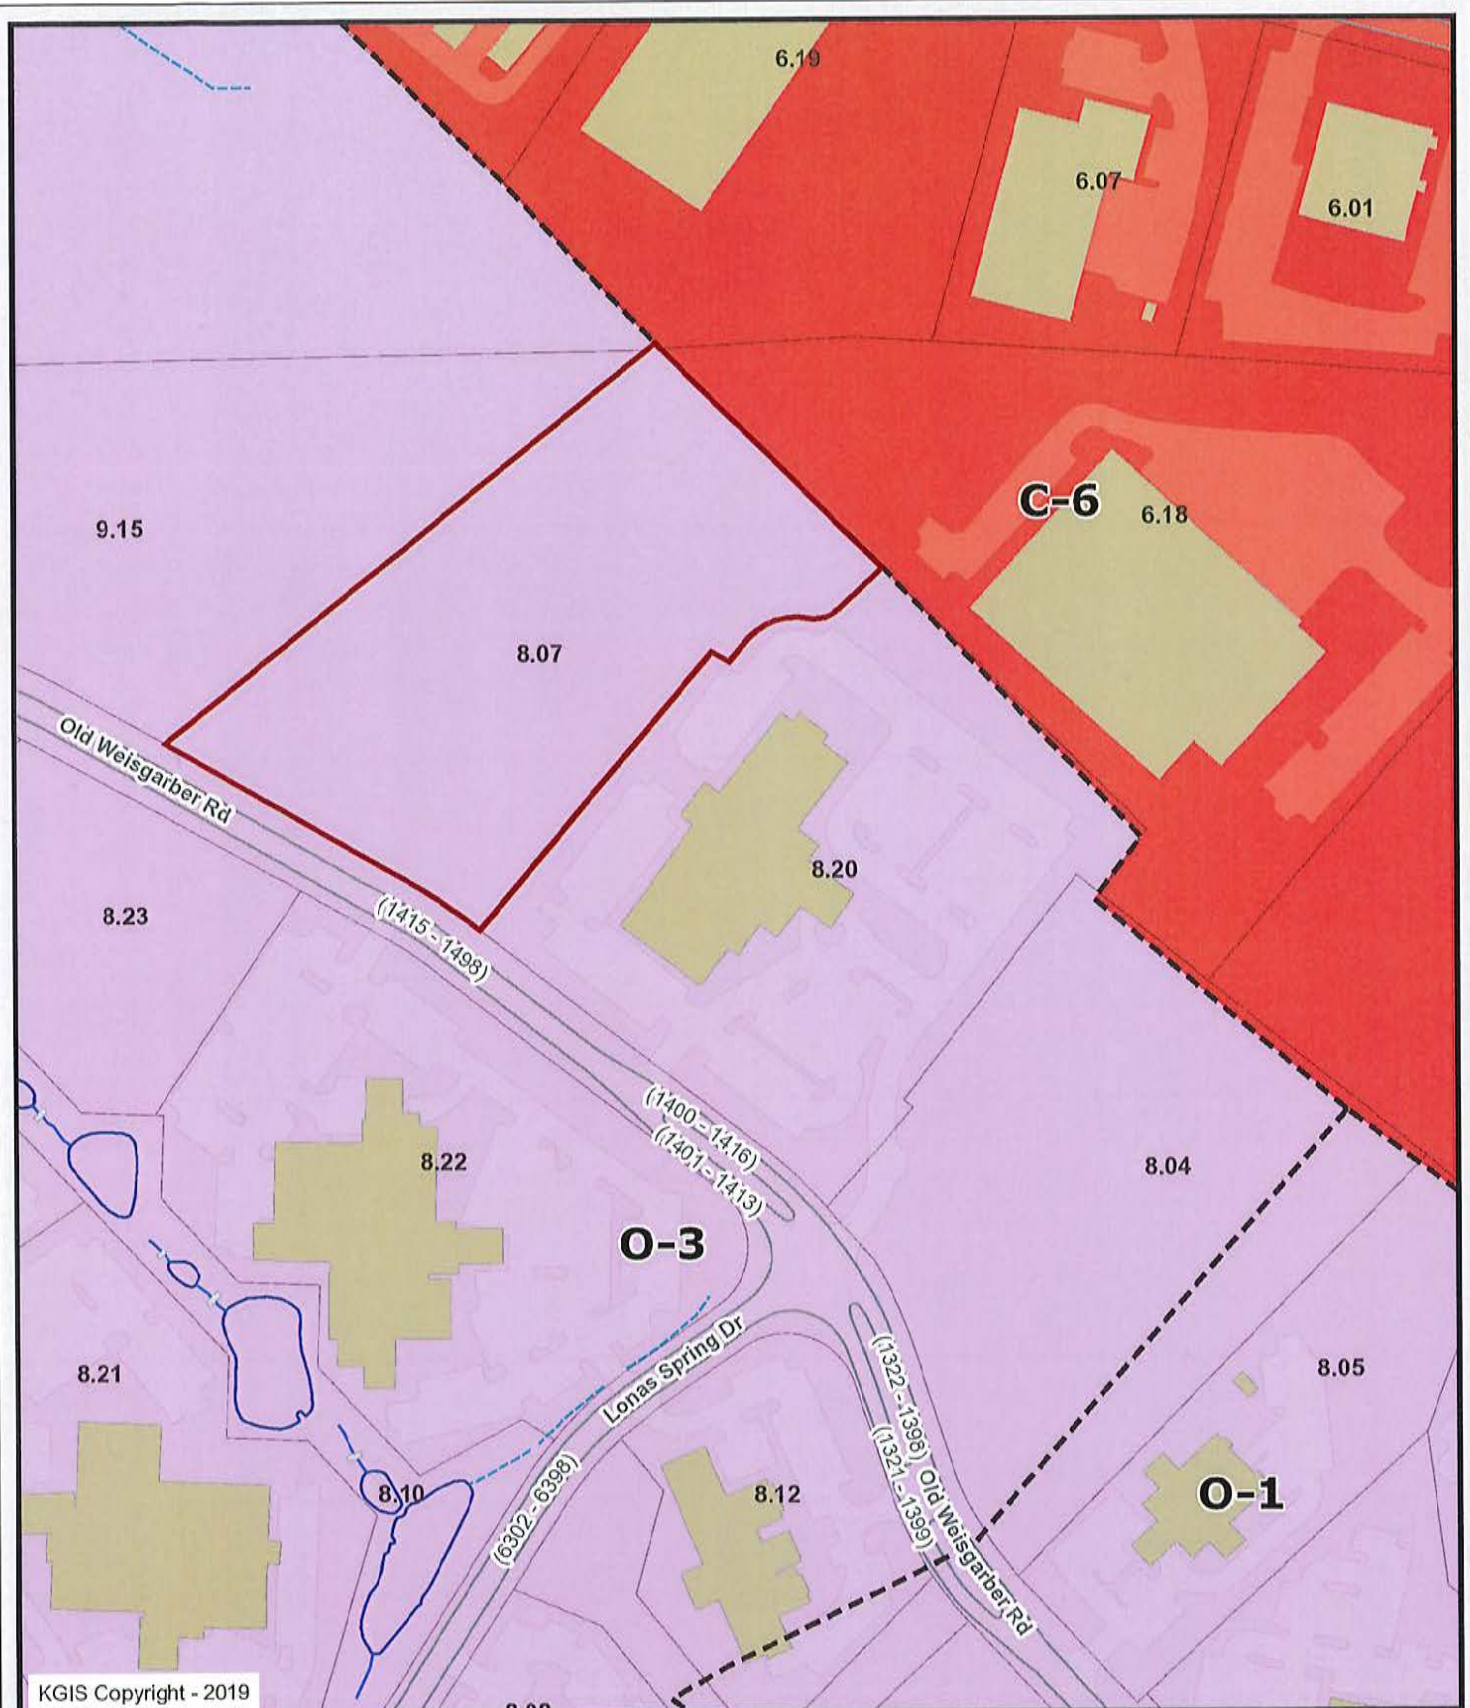 6.19
6.07
6.01
C-6
6.18
9.15
8.07
Old Weisgarber Rd
8.20
8.23
(1415 - 1498)
(1400 - 1416)
(1401 - 1413)
8.22
8.04
O-3
Lonas Spring Dr
8.21
(1322 - 1398)
8.05
(1321 - 1399)
Old Weisgarber Rd
8.10
8.12
O-1
(6302 - 6398)
KGIS Copyright - 2019